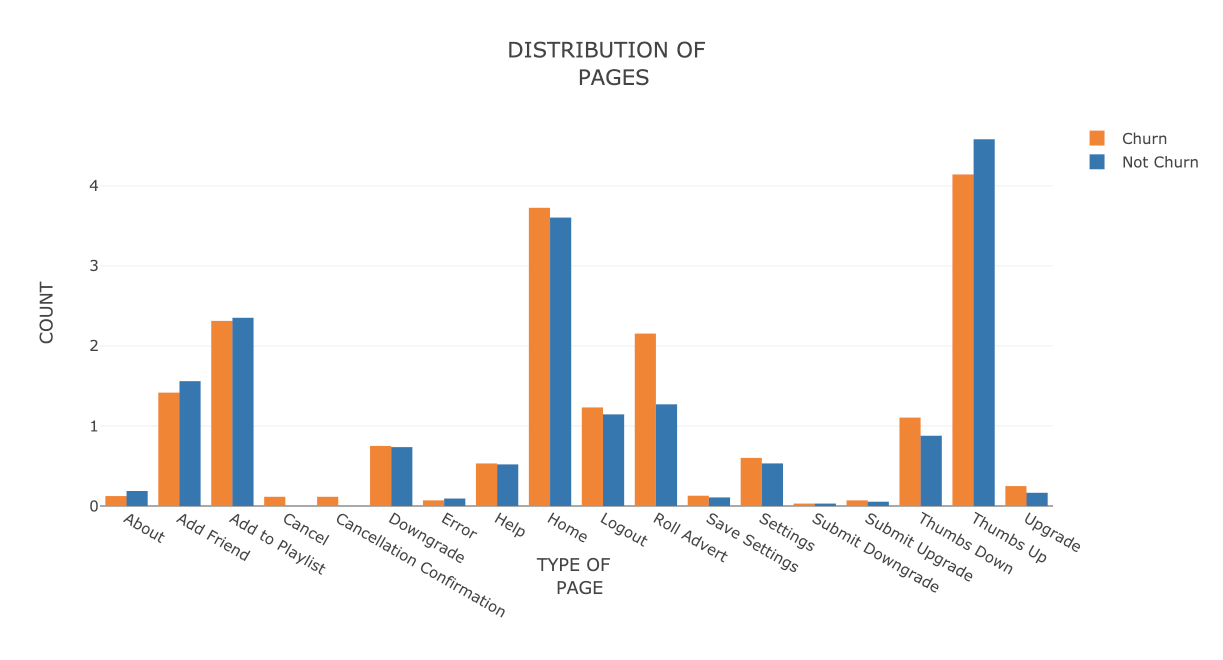 DISTRIBUTION OF
PAGES
Churn
Not Churn
4
3
2
1
0
COUNT
About
Add Friend
Add to Playlist
Cancel
Cancellation Confirmation
Downgrade
Error
Help
Home
Logout
Roll Advert
Save Settings
Settings
Submit Downgrade
Submit Upgrade
Thumbs Down
Thumbs Up
Upgrade
TYPE OF
PAGE